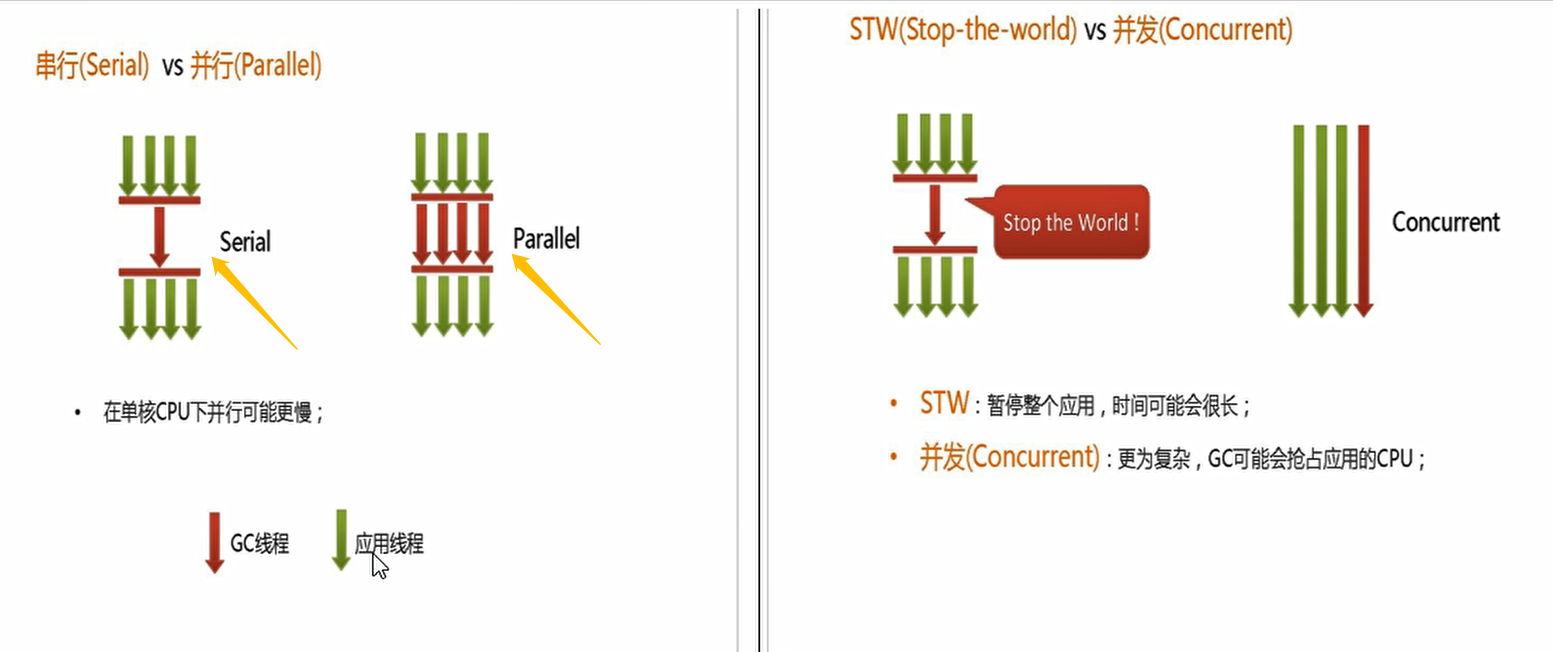 串行(Serial) vs 并行(Parallel)
Serial
Parallel
• 在单核CPU下并行可能更慢；
GC线程
应用线程
STW(Stop-the-world) vs 并发(Concurrent)
Stop the World！
Concurrent
• STW：暂停整个应用，时间可能会很长；
• 并发(Concurrent)：更为复杂，GC可能会抢占应用的CPU；